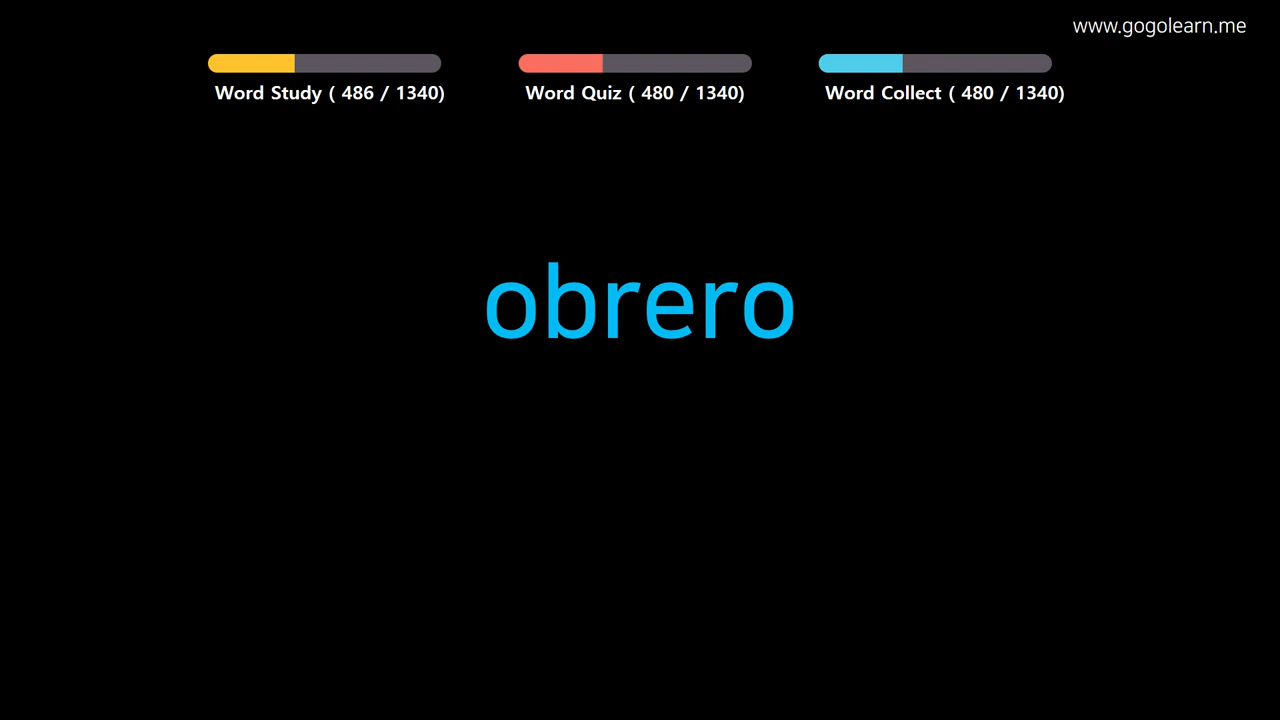 www.gogolearn.me
Word Study ( 486 / 1340)
Word Quiz ( 480 / 1340)
Word Collect ( 480 / 1340)
obrero